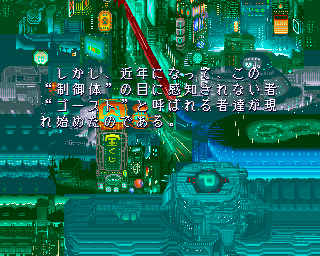 しかし、近年になって、この
“制御体”の目に感知されない者
“ゴースト”と呼ばれる者達が現
れ始めたのである。